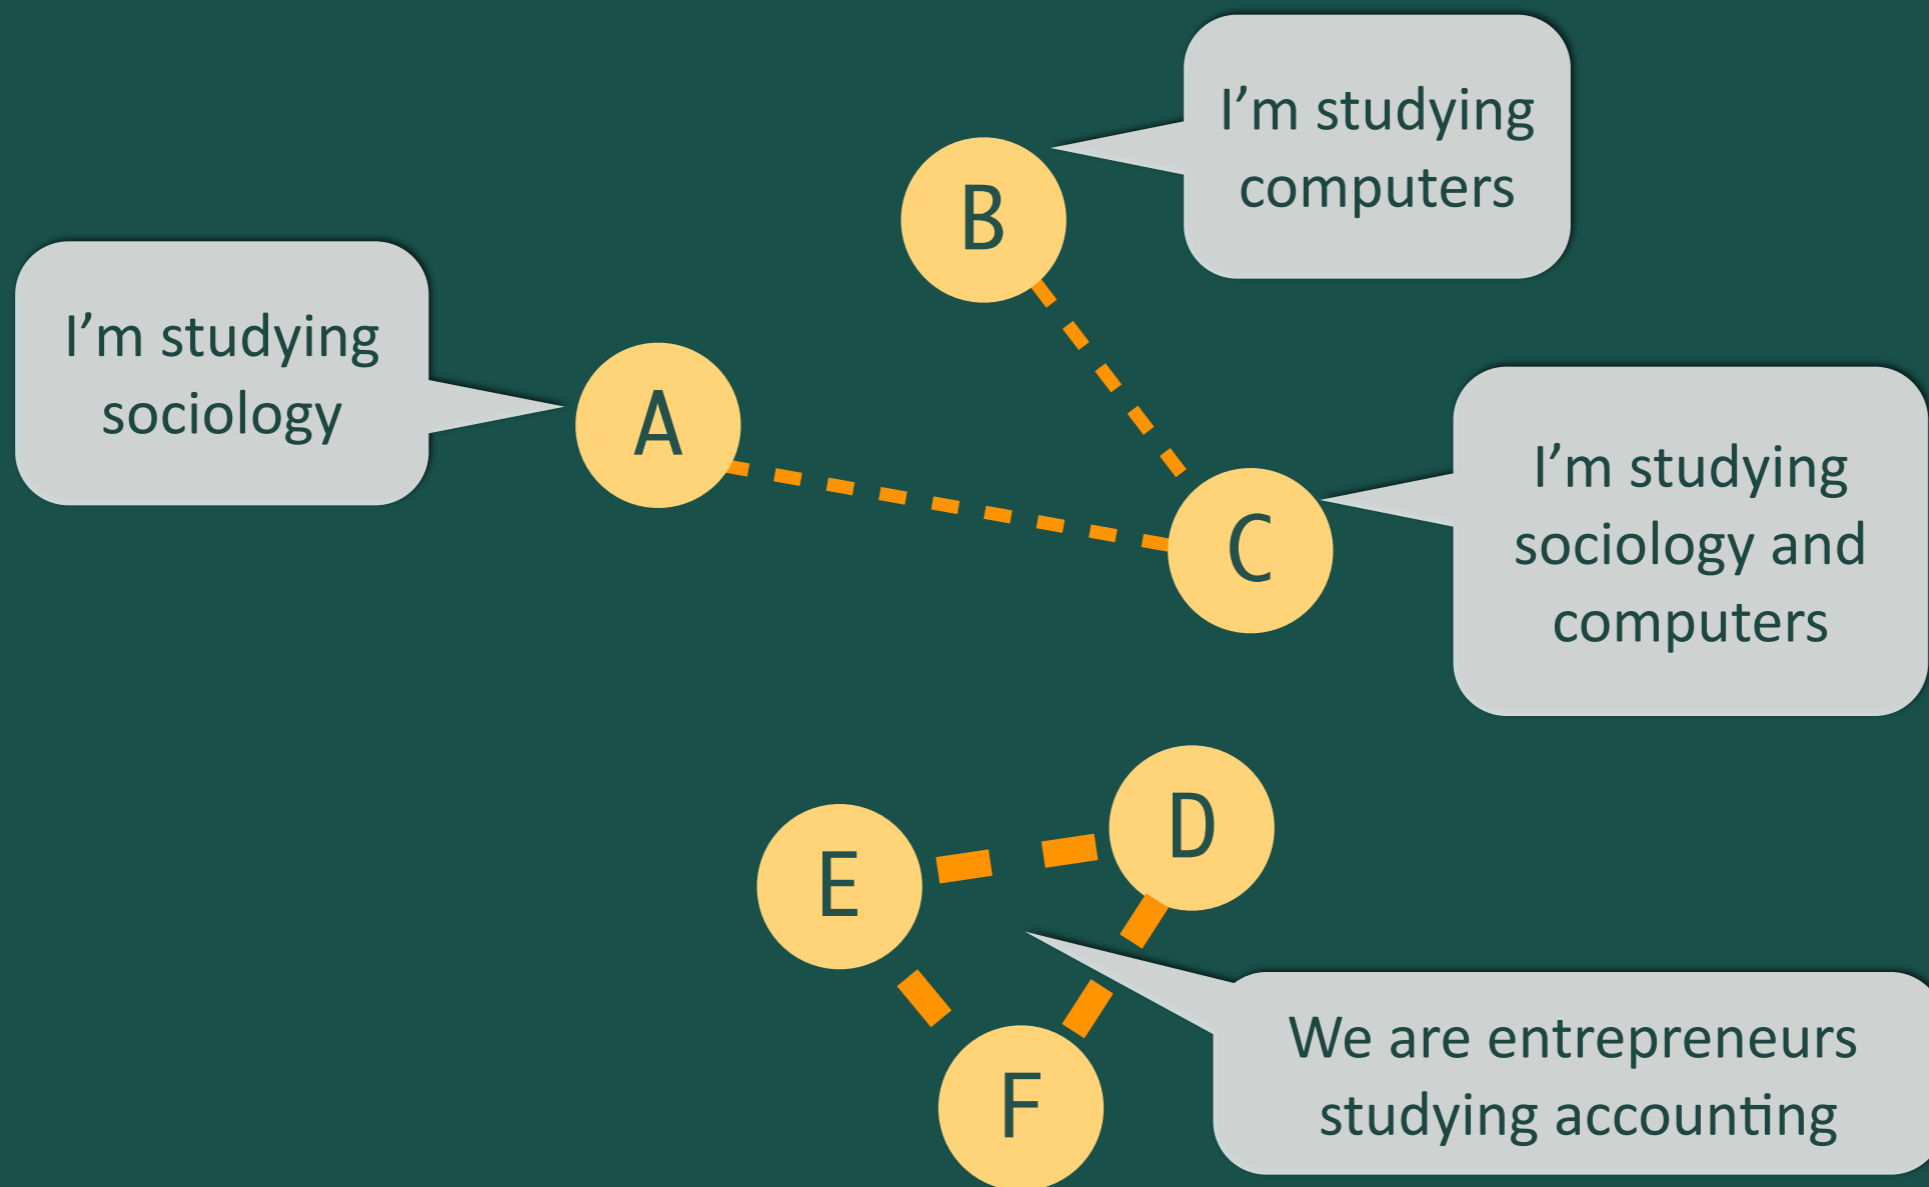 I’m studying
computers
B
I’m studying
sociology
A
I’m studying
sociology and
computers
C
D
E
F
We are entrepreneurs
studying accounting